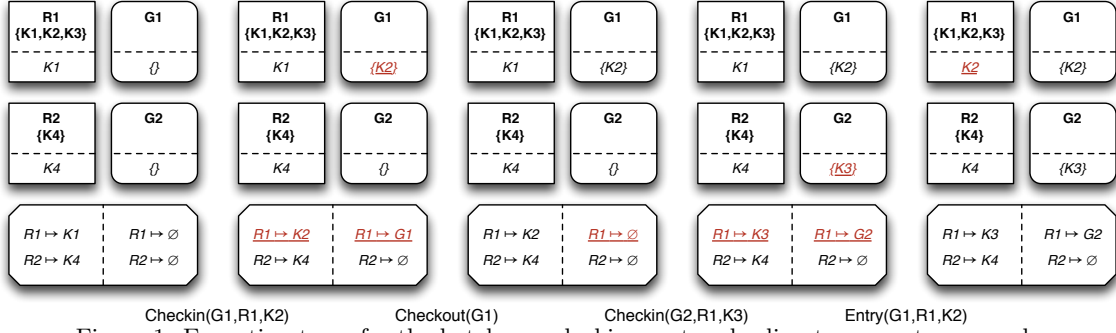 R1 G1 R1 G1 R1 G1 R1 G1 R1 G1
{K1,K2,K3} {K1,K2,K3} {K1,K2,K3} {K1,K2,K3} {K1,K2,K3}
K1 {} K1 {K2} K1 {K2} K1 {K2} K2 {K2}
R2 G2 R2 G2 R2 G2 R2 G2 R2 G2
{K4} {K4} {K4} {K4} {K4}
K4 {} K4 {} K4 {} K4 {K3} K4 {K3}
R1 ↦ K1 R1 ↦ ∅ R1 ↦ K2 R1 ↦ G1 R1 ↦ K2 R1 ↦ ∅ R1 ↦ K3 R1 ↦ G2 R1 ↦ K3 R1 ↦ G2
R2 ↦ K4 R2 ↦ ∅ R2 ↦ K4 R2 ↦ ∅ R2 ↦ K4 R2 ↦ ∅ R2 ↦ K4 R2 ↦ ∅ R2 ↦ K4 R2 ↦ ∅
Checkin(G1,R1,K2) Checkout(G1) Checkin(G2,R1,K3) Entry(G1,R1,K2)